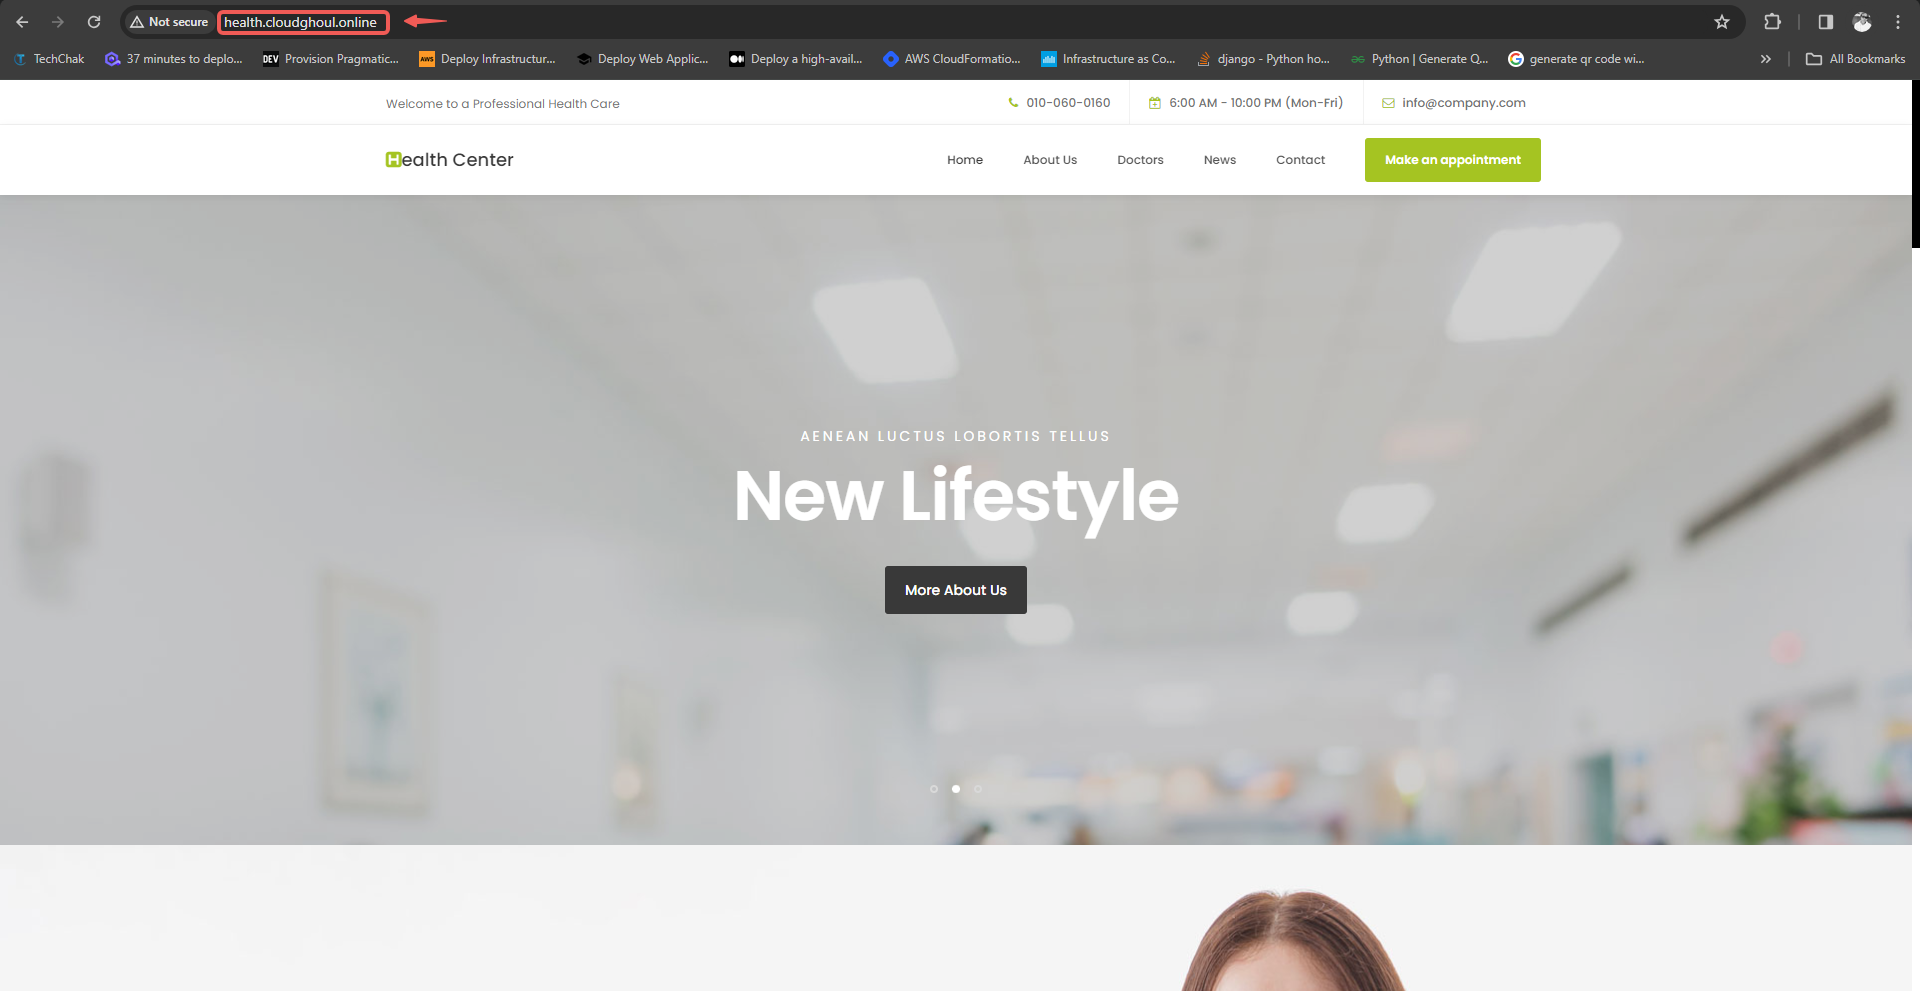 Not secure health.cloudghoul.online
TechChak 37 minutes to deplo... DEV Provision Pragmatic... AWS Deploy Infrastructur... Deploy Web Applic... Deploy a high-avail... AWS CloudFormatio... Infrastructure as Co... django - Python ho... Python | Generate Q... generate qr code wi... » All Bookmarks
Welcome to a Professional Health Care 010-060-0160 6:00 AM - 10:00 PM (Mon-Fri) info@company.com
Health Center Home About Us Doctors News Contact Make an appointment
AENEAN LUCTUS LOBORTIS TELLUS
New Lifestyle
More About Us